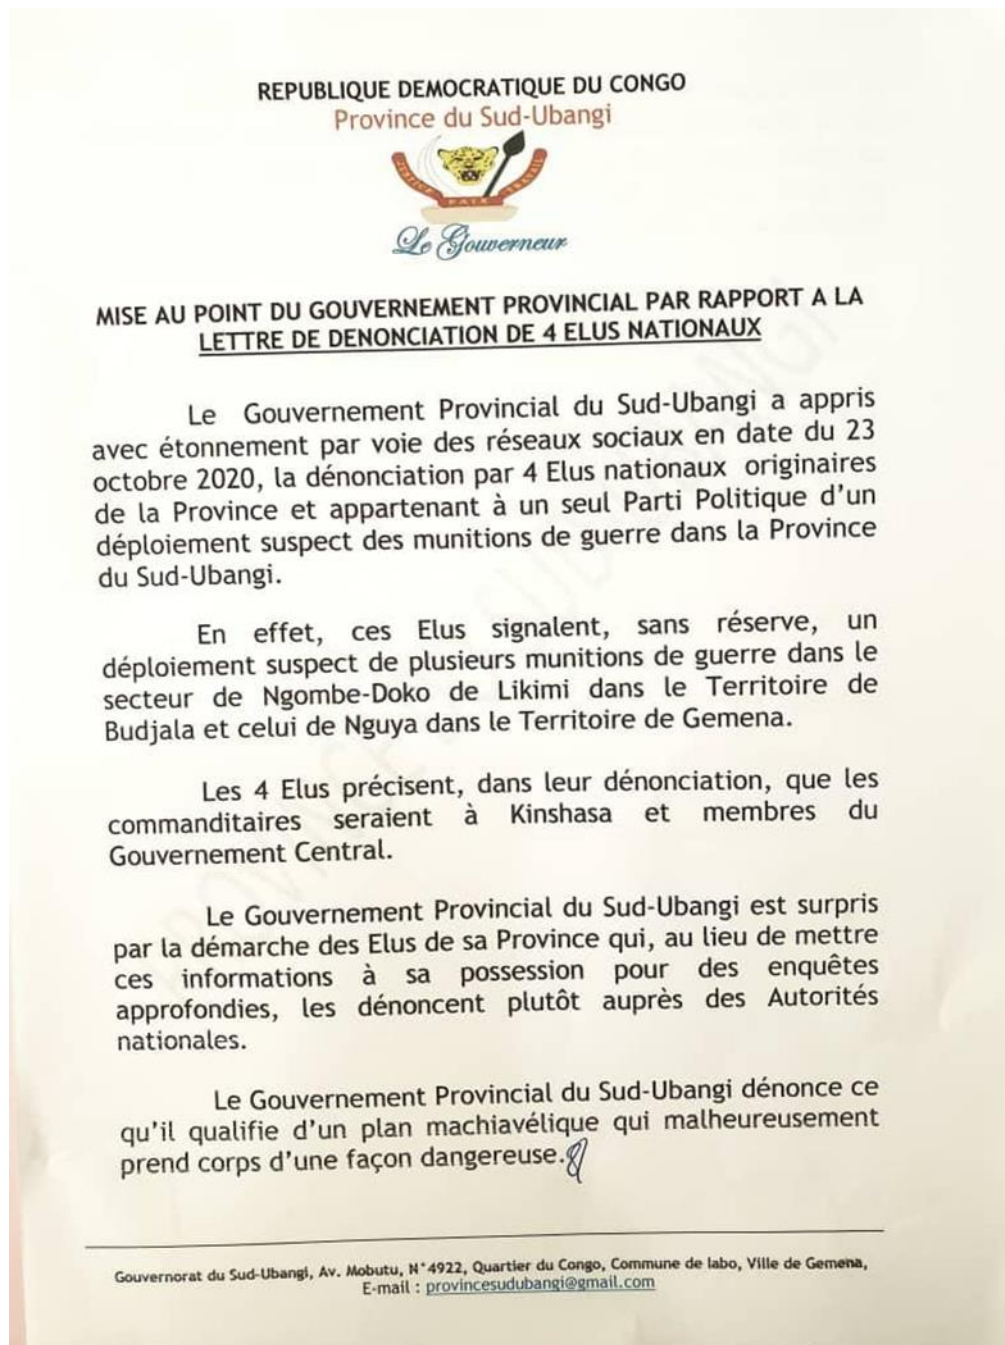 REPUBLIQUE DEMOCRATIQUE DU CONGO
Province du Sud-Ubangi
JUSTICE PAIX TRAVAIL
Le Gouverneur
MISE AU POINT DU GOUVERNEMENT PROVINCIAL PAR RAPPORT A LA
LETTRE DE DENONCIATION DE 4 ELUS NATIONAUX
Le Gouvernement Provincial du Sud-Ubangi a appris
avec étonnement par voie des réseaux sociaux en date du 23
octobre 2020, la dénonciation par 4 Elus nationaux originaires
de la Province et appartenant à un seul Parti Politique d'un
déploiement suspect des munitions de guerre dans la Province
du Sud-Ubangi.
En effet, ces Elus signalent, sans réserve, un
déploiement suspect de plusieurs munitions de guerre dans le
secteur de Ngombe-Doko de Likimi dans le Territoire de
Budjala et celui de Nguya dans le Territoire de Gemena.
Les 4 Elus précisent, dans leur dénonciation, que les
commanditaires seraient à Kinshasa et membres du
Gouvernement Central.
Le Gouvernement Provincial du Sud-Ubangi est surpris
par la démarche des Elus de sa Province qui, au lieu de mettre
ces informations à sa possession pour des enquêtes
approfondies, les dénoncent plutôt auprès des Autorités
nationales.
Le Gouvernement Provincial du Sud-Ubangi dénonce ce
qu'il qualifie d'un plan machiavélique qui malheureusement
prend corps d'une façon dangereuse.
Gouvernorat du Sud-Ubangi, Av. Mobutu, N°4922, Quartier du Congo, Commune de labo, Ville de Gemena,
E-mail : provincesudubangi@gmail.com